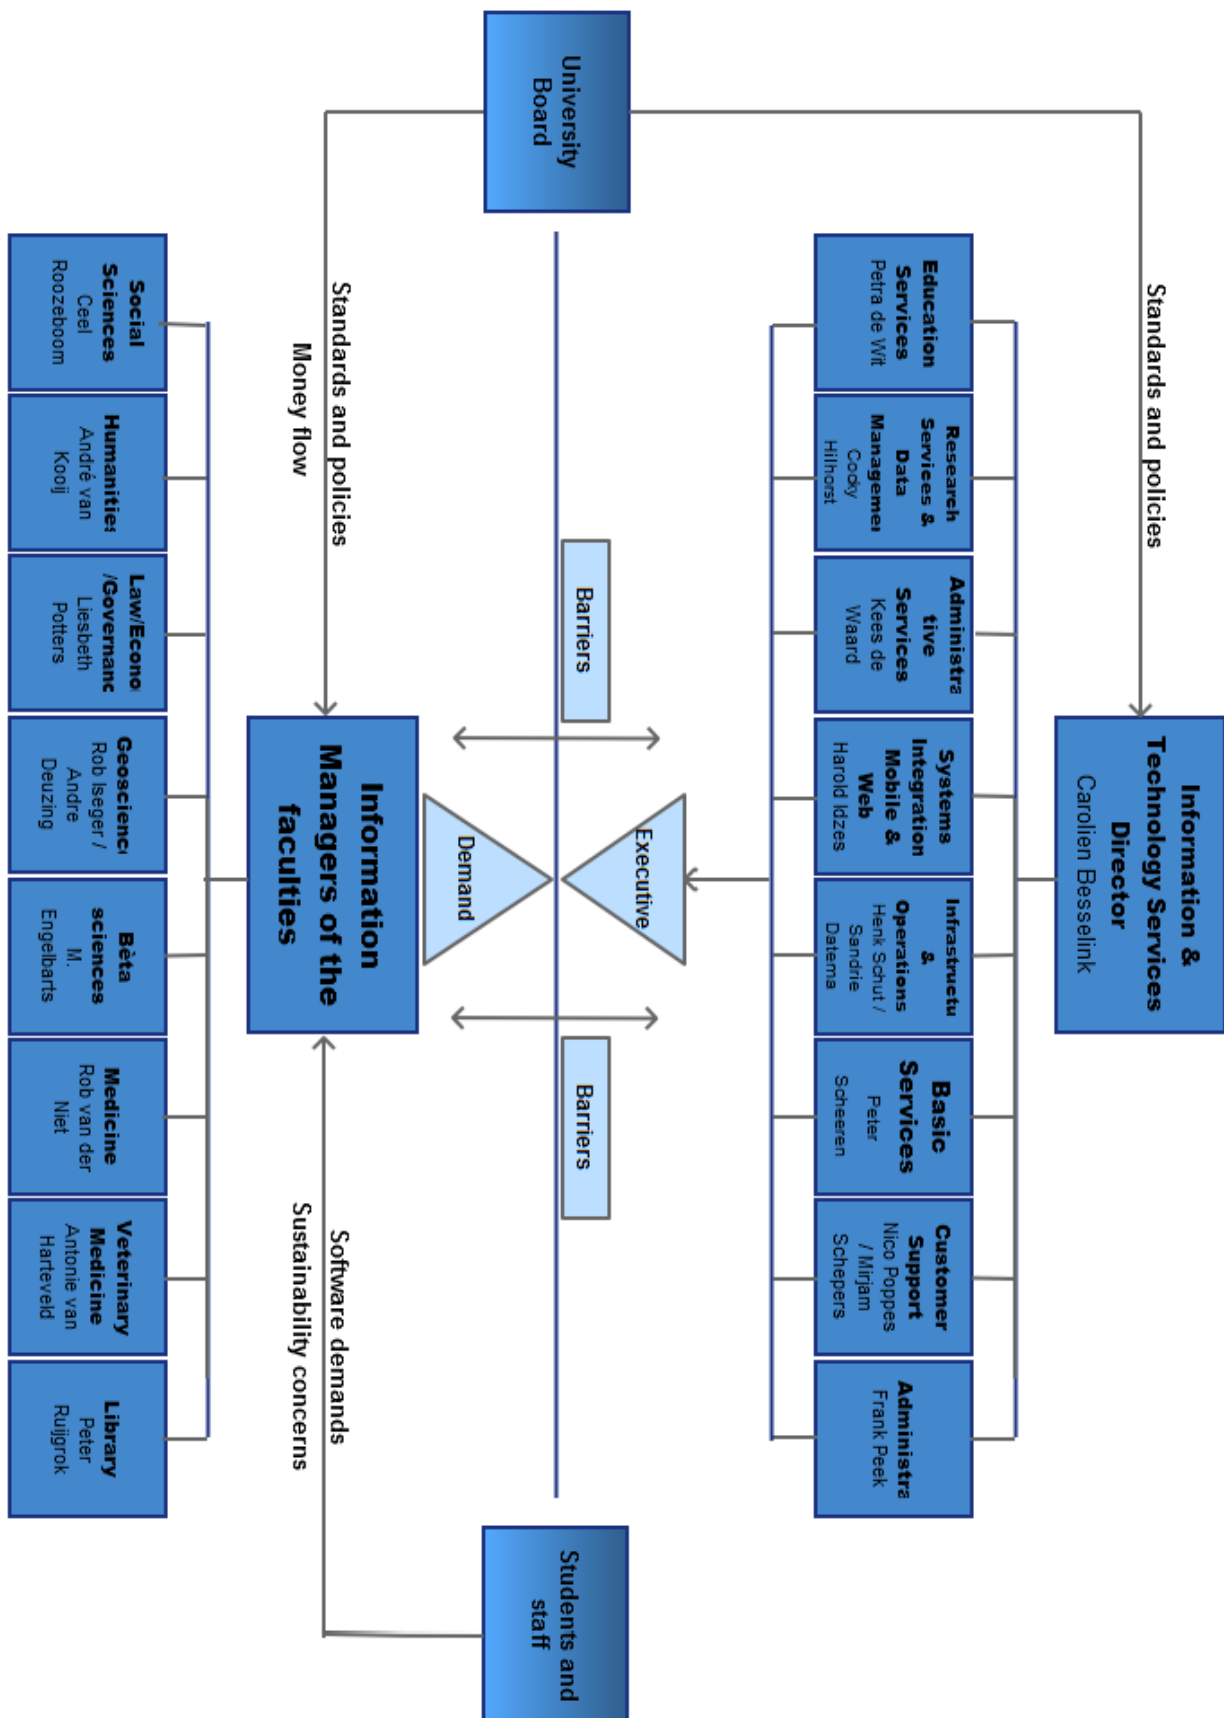 Information &
Technology Services
Director
Carolien Besselink
Standards and policies
Education
Services
Petra de Wit
Research
Services &
Data
Managemen
Cocky
Hilhorst
Administra
tive
Services
Kees de
Waard
Systems
Integration
Mobile &
Web
Harold Idzes
Infrastructu
&
Operations
Henk Schut /
Sandrie
Datema
Basic
Services
Peter
Scheeren
Customer
Support
Nico Poppes
/ Mirjam
Schepers
Administra
Frank Peek
University
Board
Barriers
Executive
Barriers
Demand
Students and
staff
Standards and policies
Money flow
Information
Managers of the
faculties
Software demands
Sustainability concerns
Social
Sciences
Ceel
Roozeboom
Humanities
André van
Kooij
Law/Econo
/Governanc
Liesbeth
Potters
Geoscienc
Rob Iseger /
Andre
Deuzing
Bèta
sciences
M.
Engelbarts
Medicine
Rob van der
Niet
Veterinary
Medicine
Antonie van
Harteveld
Library
Peter
Ruijgrok